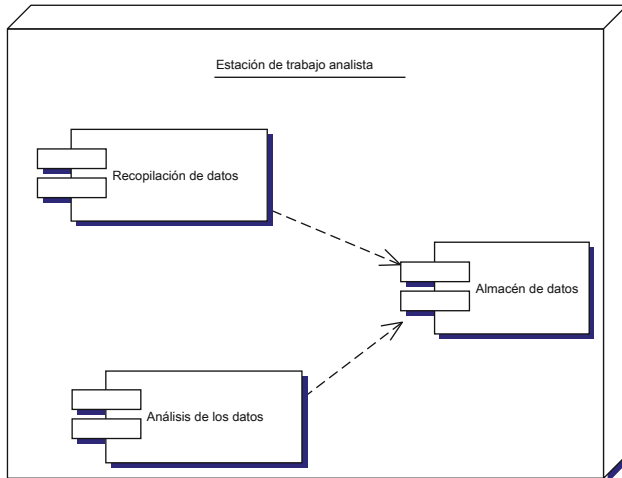 Estación de trabajo analista
Recopilación de datos
Almacén de datos
Análisis de los datos